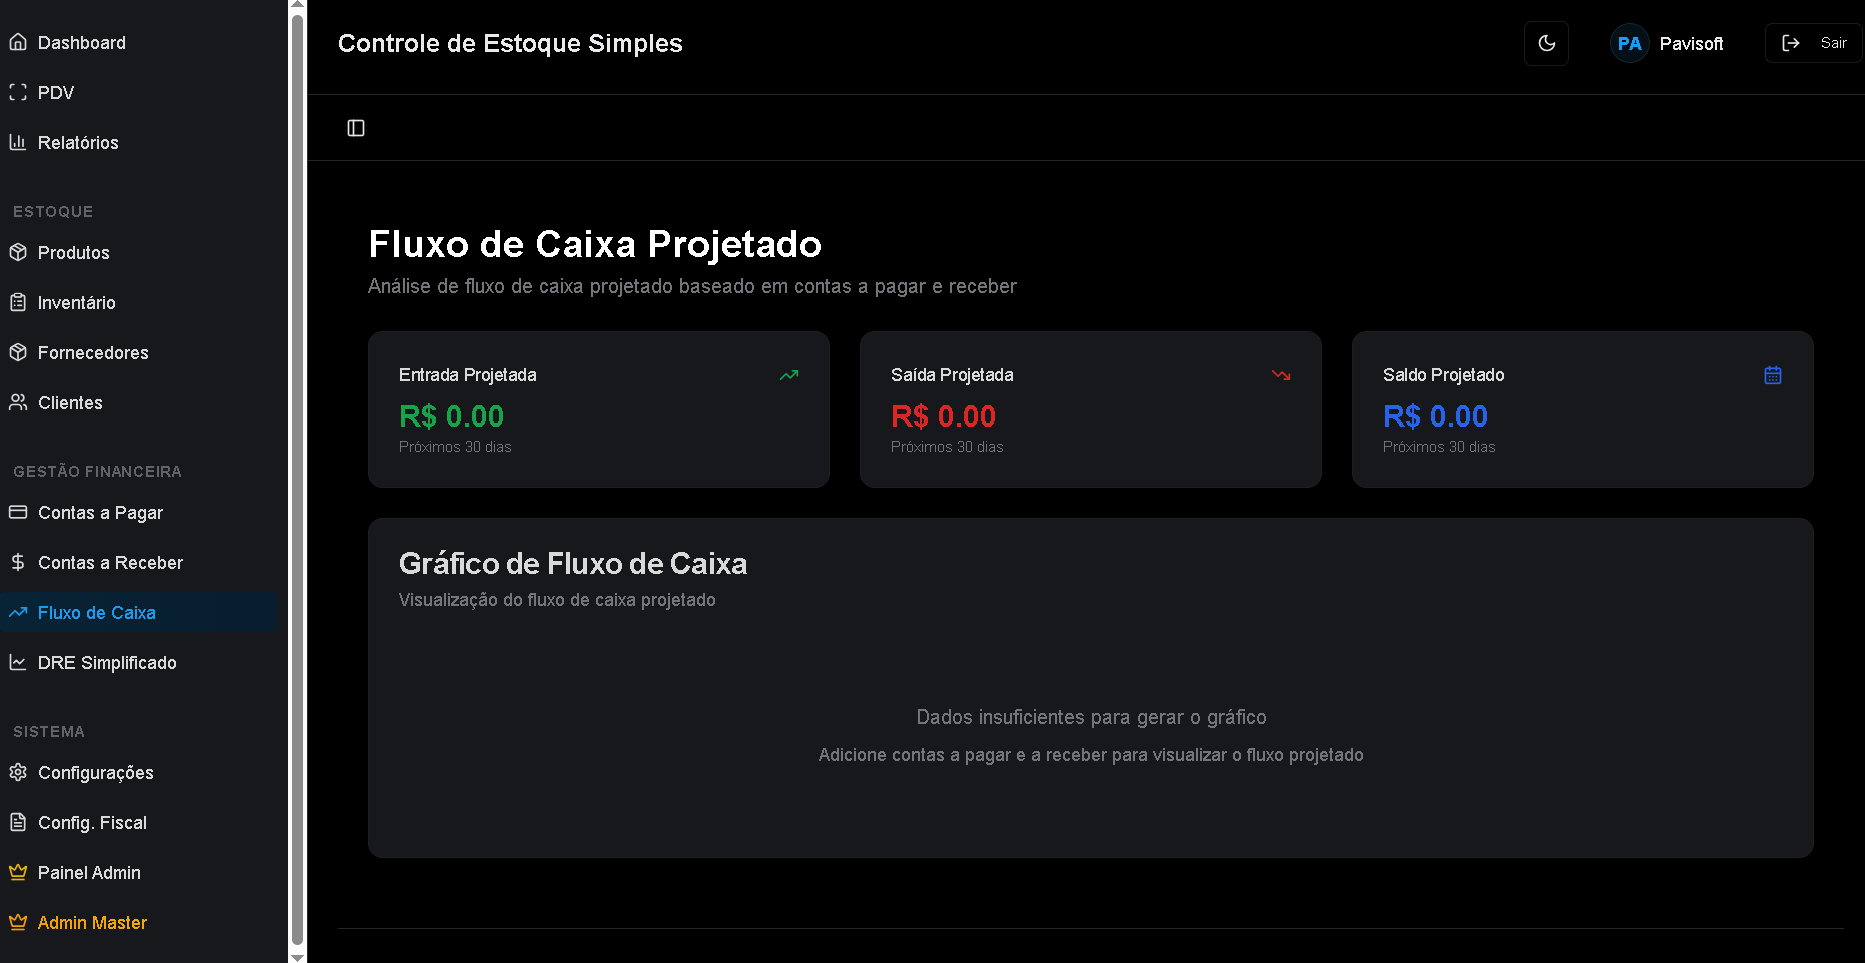 Dashboard
PDV
Relatórios
ESTOQUE
Produtos
Inventário
Fornecedores
Clientes
GESTÃO FINANCEIRA
Contas a Pagar
Contas a Receber
Fluxo de Caixa
DRE Simplificado
SISTEMA
Configurações
Config. Fiscal
Painel Admin
Admin Master
Controle de Estoque Simples
PA Pavisoft
Sair
Fluxo de Caixa Projetado
Análise de fluxo de caixa projetado baseado em contas a pagar e receber
Entrada Projetada
R$ 0.00
Próximos 30 dias
Saída Projetada
R$ 0.00
Próximos 30 dias
Saldo Projetado
R$ 0.00
Próximos 30 dias
Gráfico de Fluxo de Caixa
Visualização do fluxo de caixa projetado
Dados insuficientes para gerar o gráfico
Adicione contas a pagar e a receber para visualizar o fluxo projetado